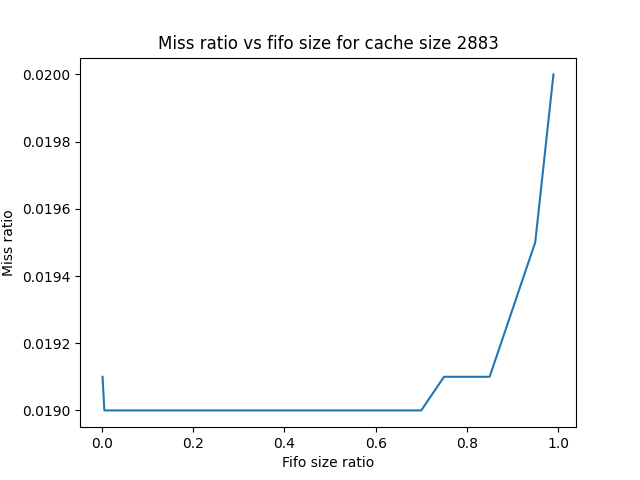 Miss ratio vs fifo size for cache size 2883
0.0200
0.0198
0.0196
0.0194
0.0192
0.0190
Miss ratio
0.0 0.2 0.4 0.6 0.8 1.0
Fifo size ratio